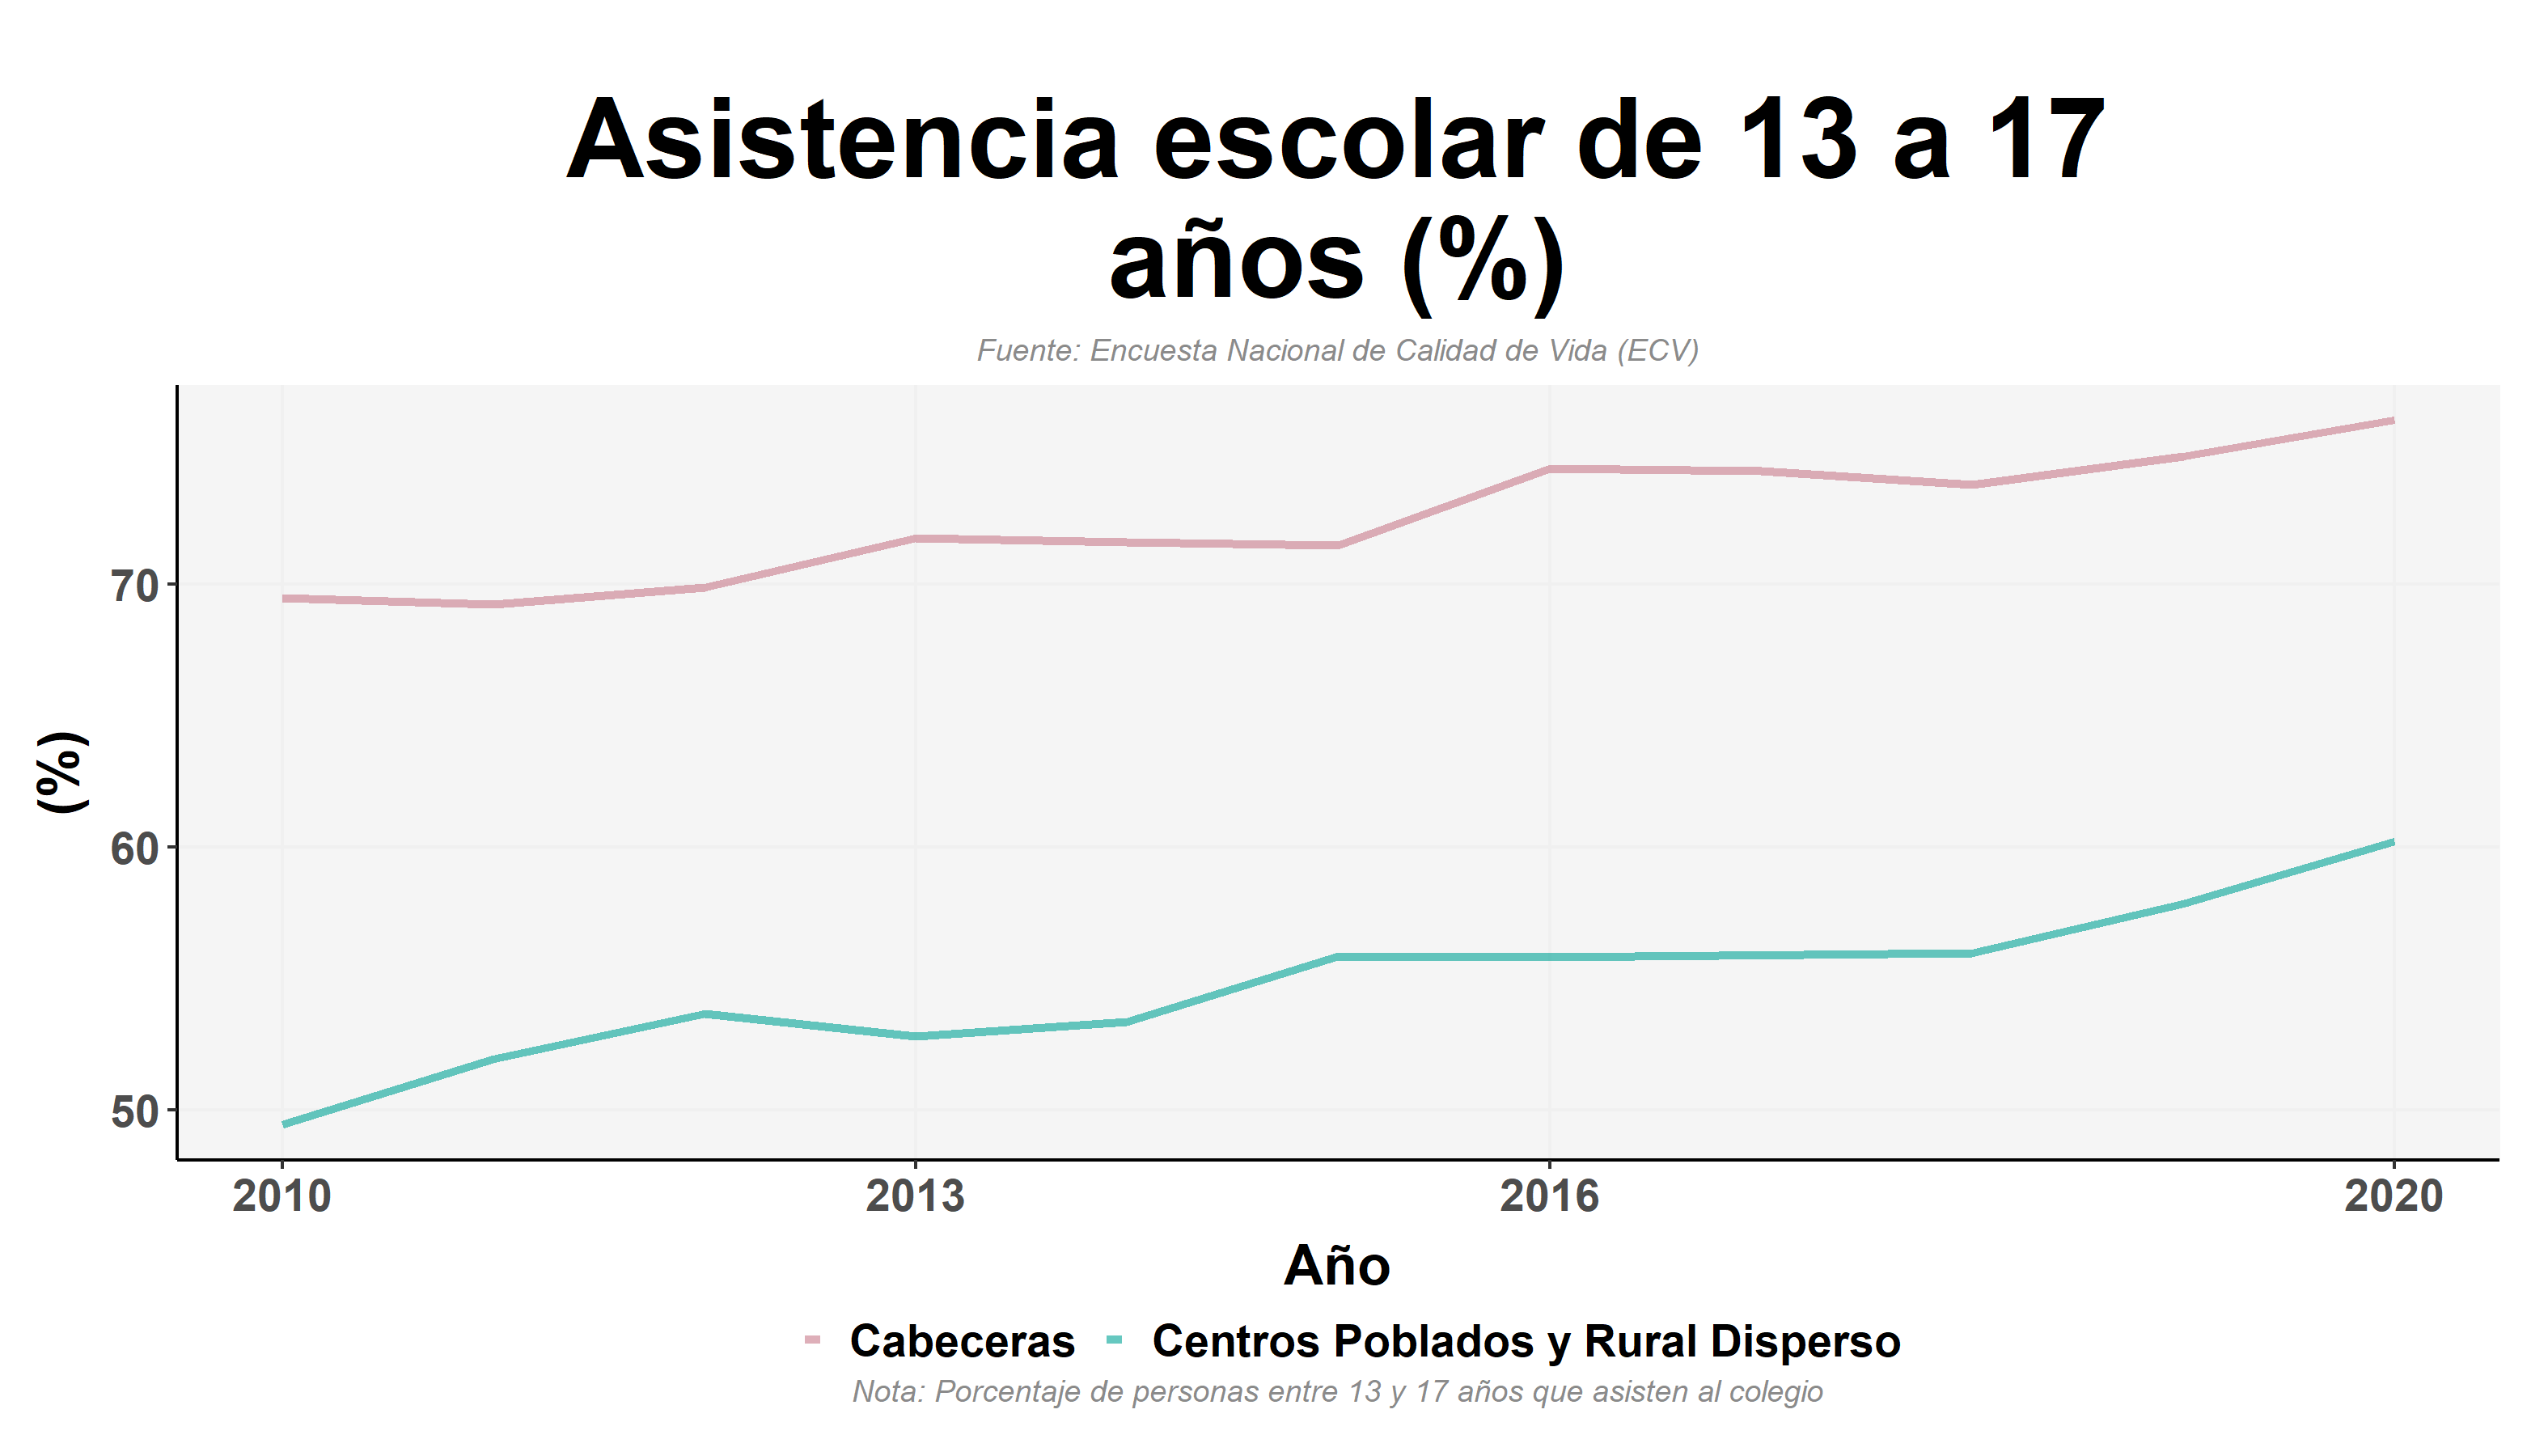 Asistencia escolar de 13 a 17
años (%)
Fuente: Encuesta Nacional de Calidad de Vida (ECV)
70
60
50
(%)
2010 2013 2016 2020
Año
Cabeceras Centros Poblados y Rural Disperso
Nota: Porcentaje de personas entre 13 y 17 años que asisten al colegio